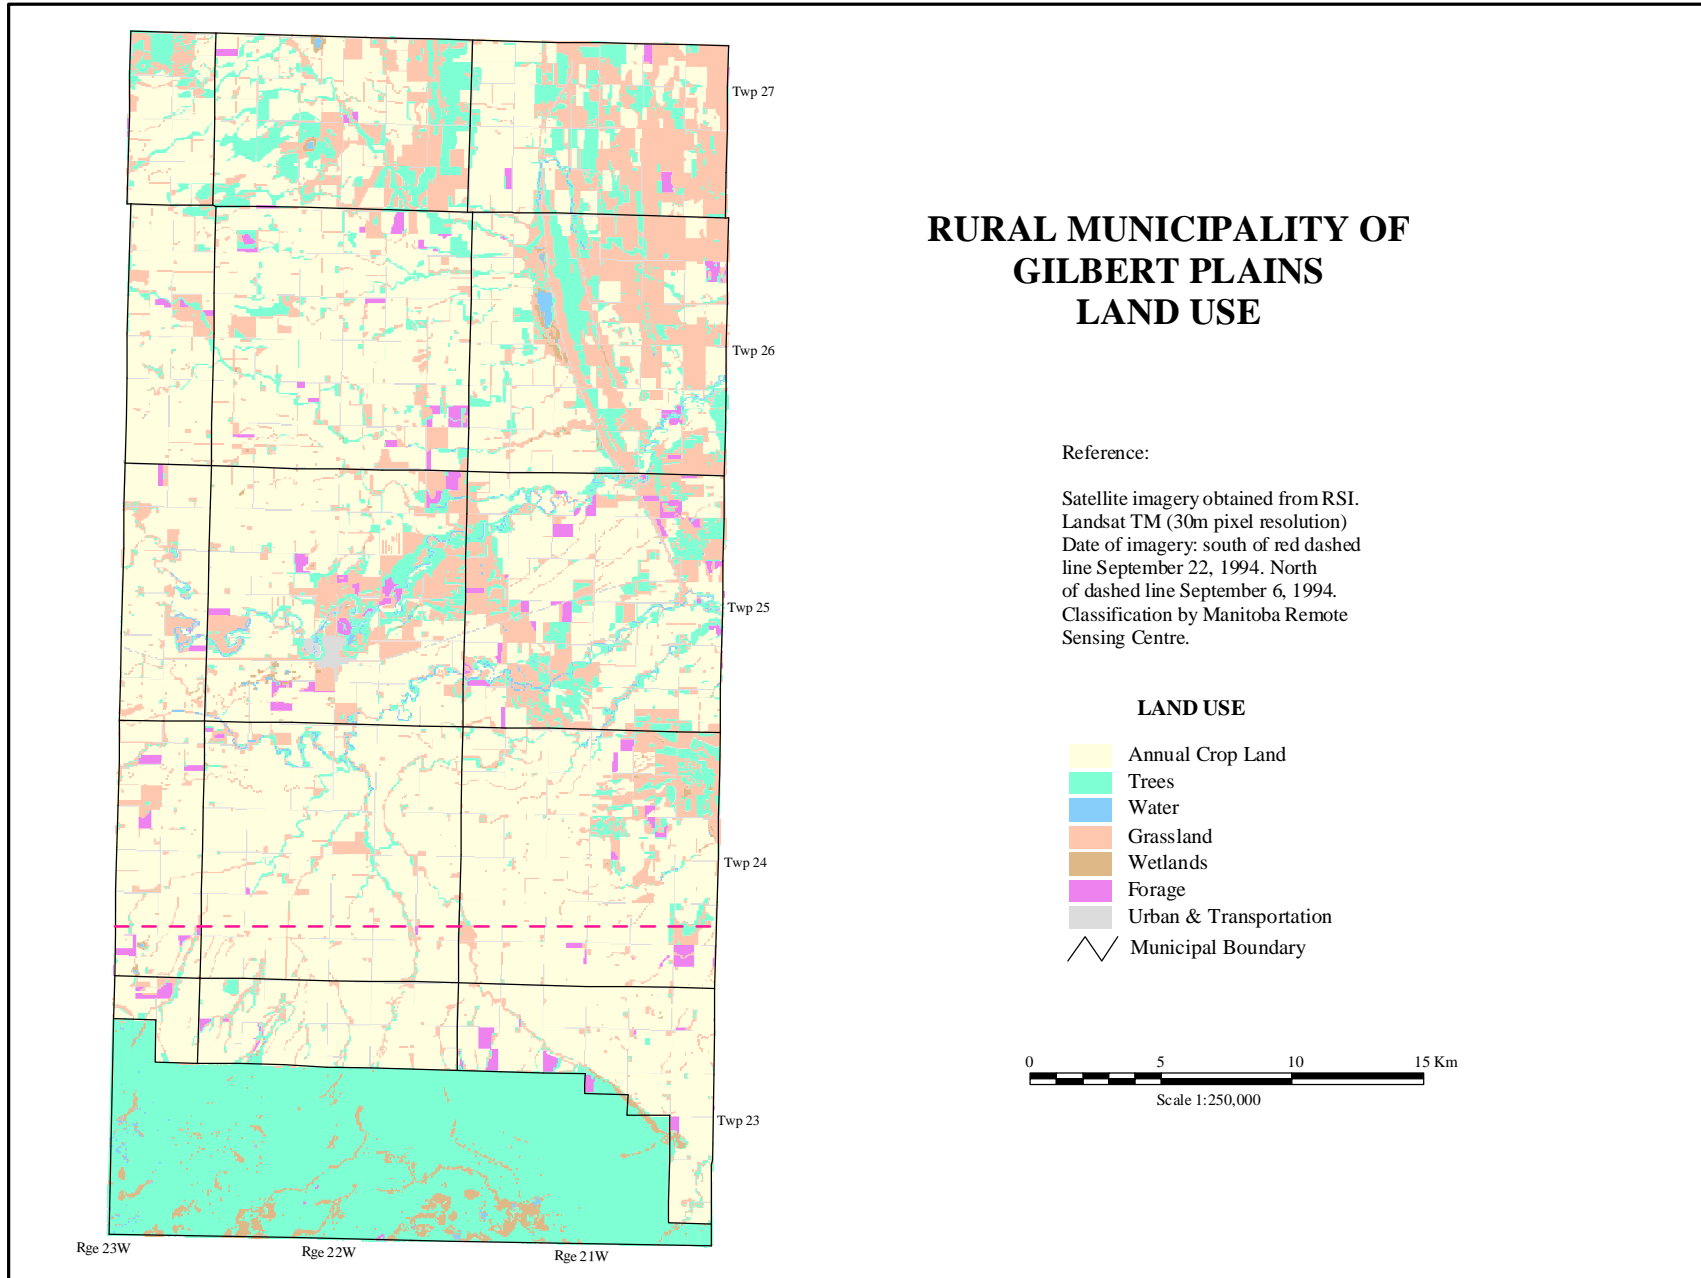 Twp 27
Twp 26
Twp 25
Twp 24
Twp 23
Rge 23W
Rge 22W
Rge 21W
RURAL MUNICIPALITY OF
GILBERT PLAINS
LAND USE
Reference:
Satellite imagery obtained from RSI.
Landsat TM (30m pixel resolution)
Date of imagery: south of red dashed
line September 22, 1994. North
of dashed line September 6, 1994.
Classification by Manitoba Remote
Sensing Centre.
LAND USE
Annual Crop Land
Trees
Water
Grassland
Wetlands
Forage
Urban & Transportation
Municipal Boundary
0 5 10 15 Km
Scale 1:250,000